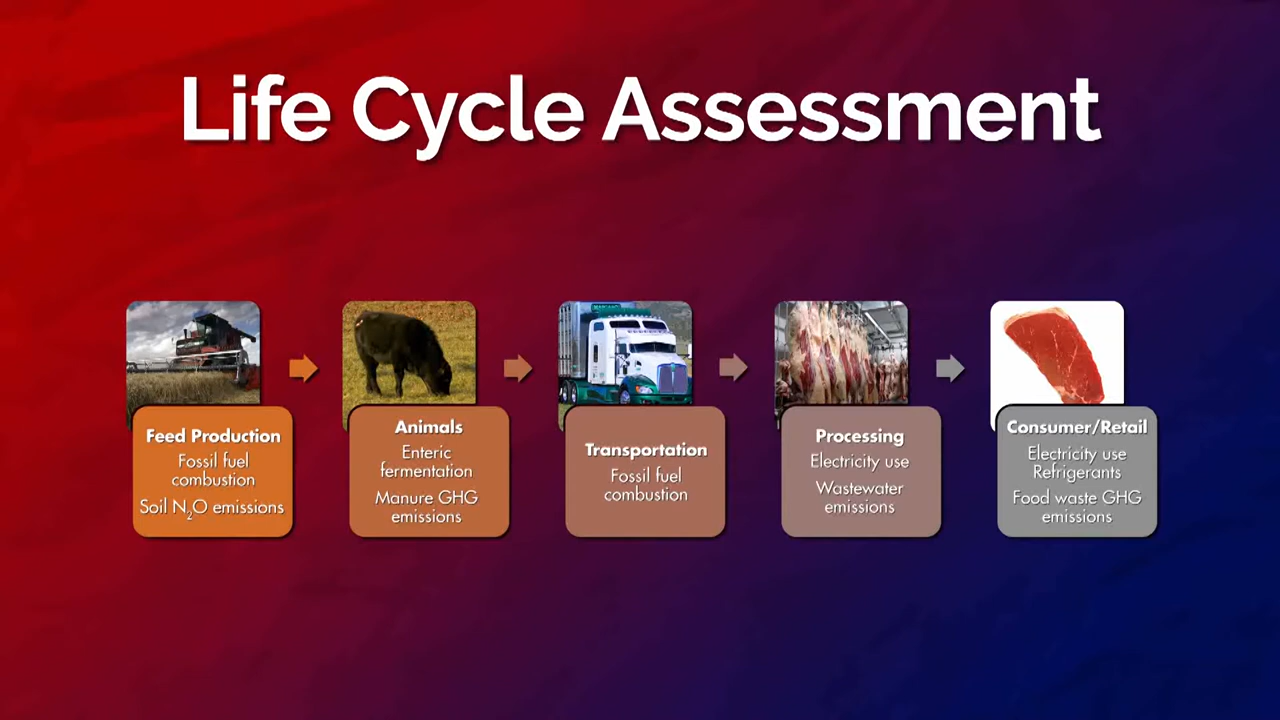 Life Cycle Assessment
Feed Production
Fossil fuel
combustion
Soil N₂O emissions
Animals
Enteric
fermentation
Manure GHG
emissions
Transportation
Fossil fuel
combustion
Processing
Electricity use
Wastewater
emissions
Consumer/Retail
Electricity use
Refrigerants
Food waste GHG
emissions